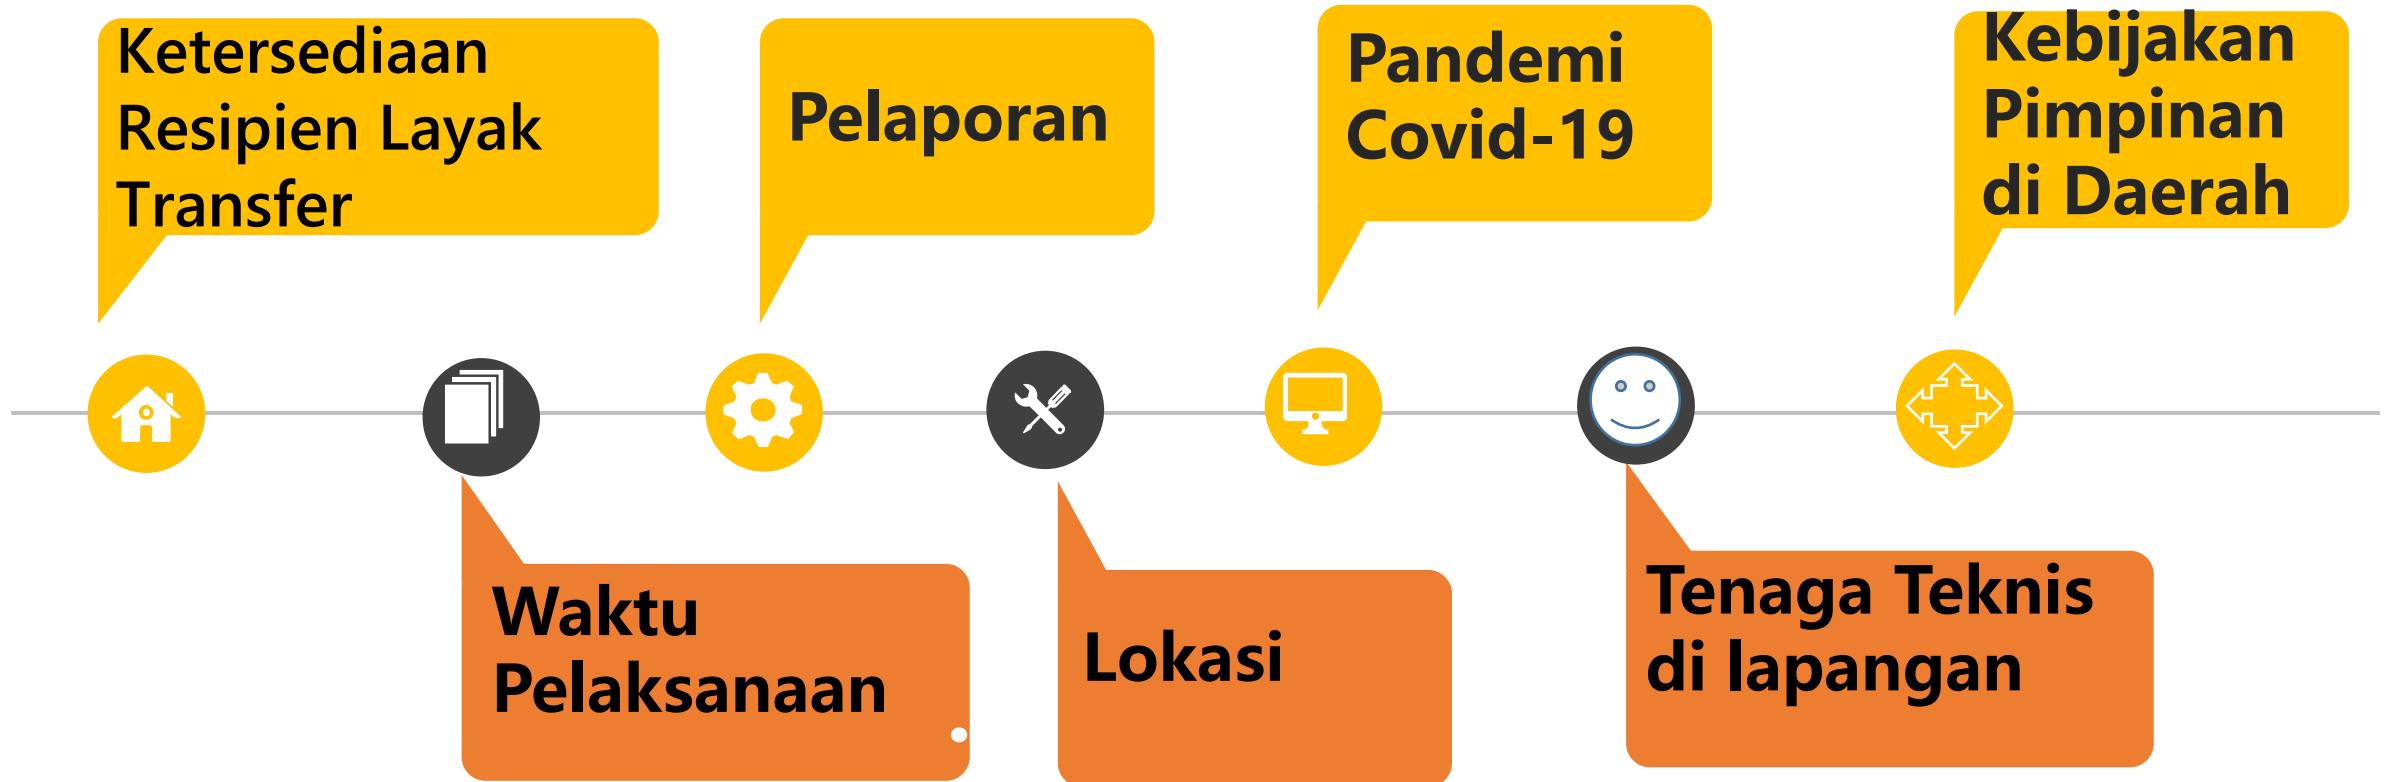 Ketersediaan
Resipien Layak
Transfer
Waktu
Pelaksanaan
Pelaporan
Lokasi
Pandemi
Covid-19
Tenaga Teknis
di lapangan
Kebijakan
Pimpinan
di Daerah